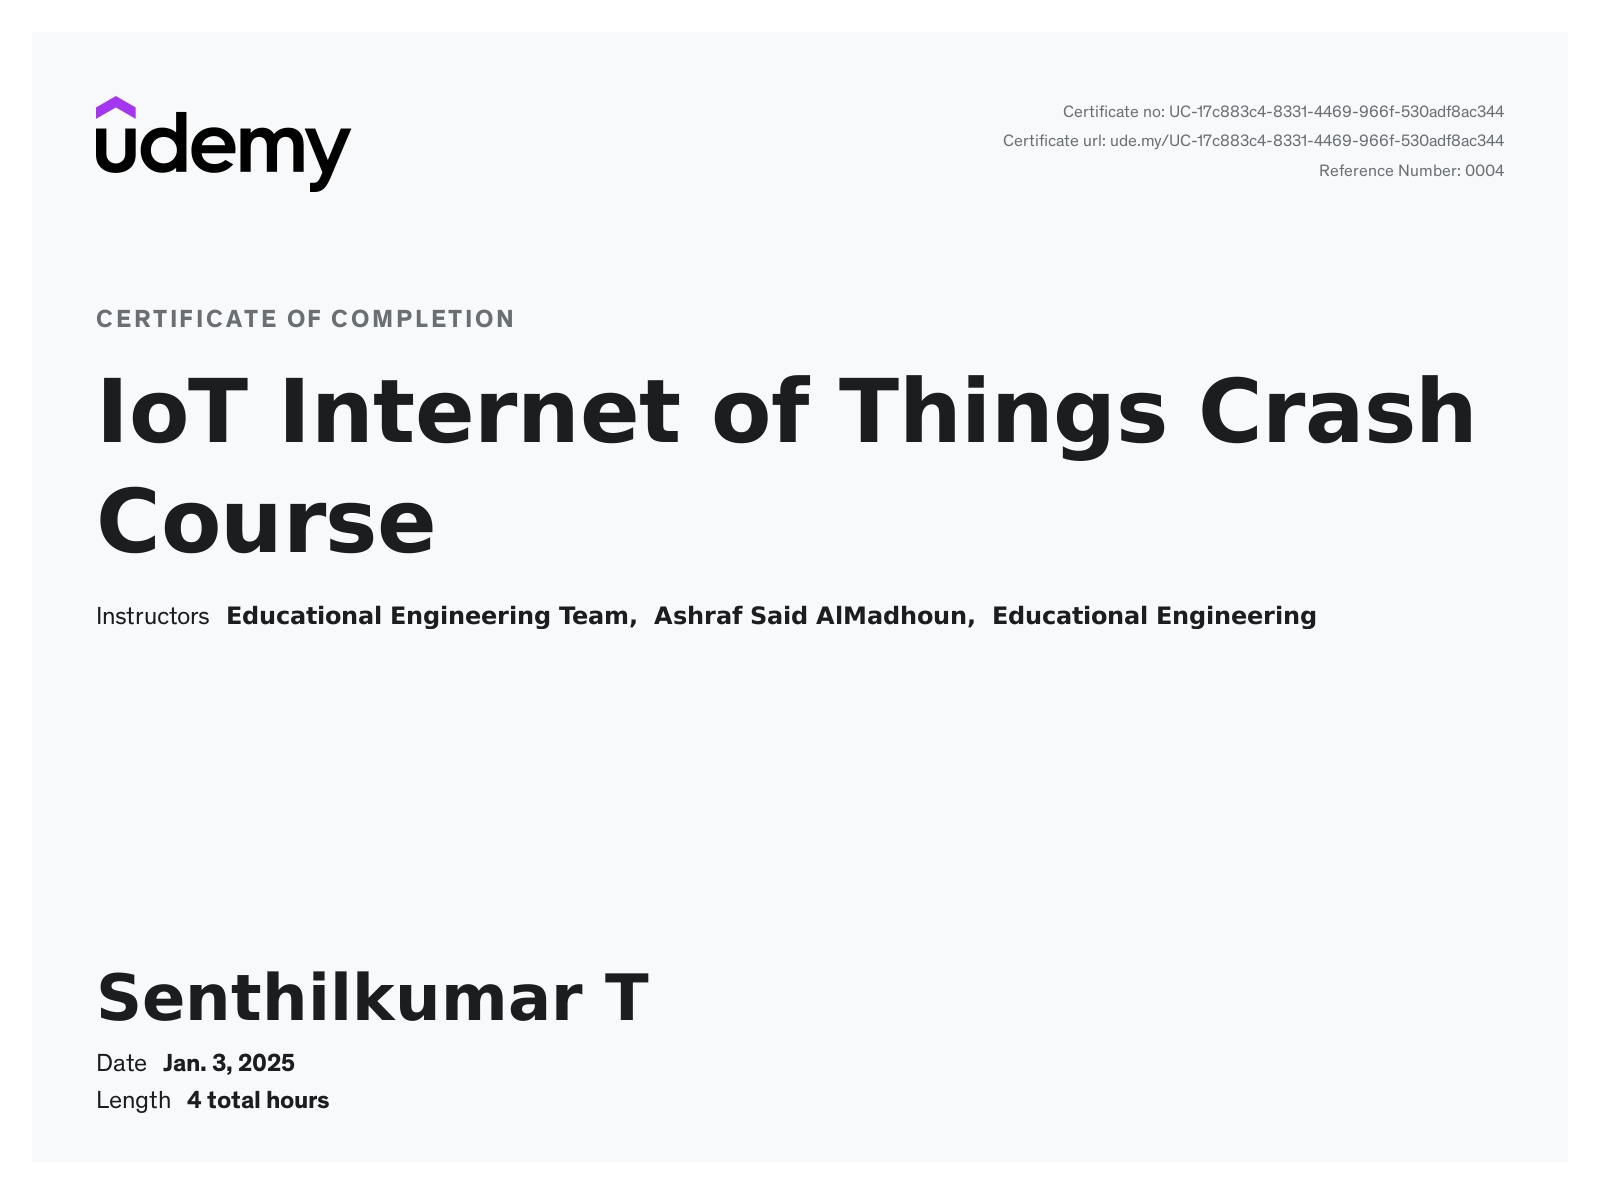 udemy
Certificate no: UC-17c883c4-8331-4469-966f-530adf8ac344
Certificate url: ude.my/UC-17c883c4-8331-4469-966f-530adf8ac344
Reference Number: 0004
CERTIFICATE OF COMPLETION
IoT Internet of Things Crash
Course
Instructors Educational Engineering Team, Ashraf Said AlMadhoun, Educational Engineering
Senthilkumar T
Date Jan. 3, 2025
Length 4 total hours